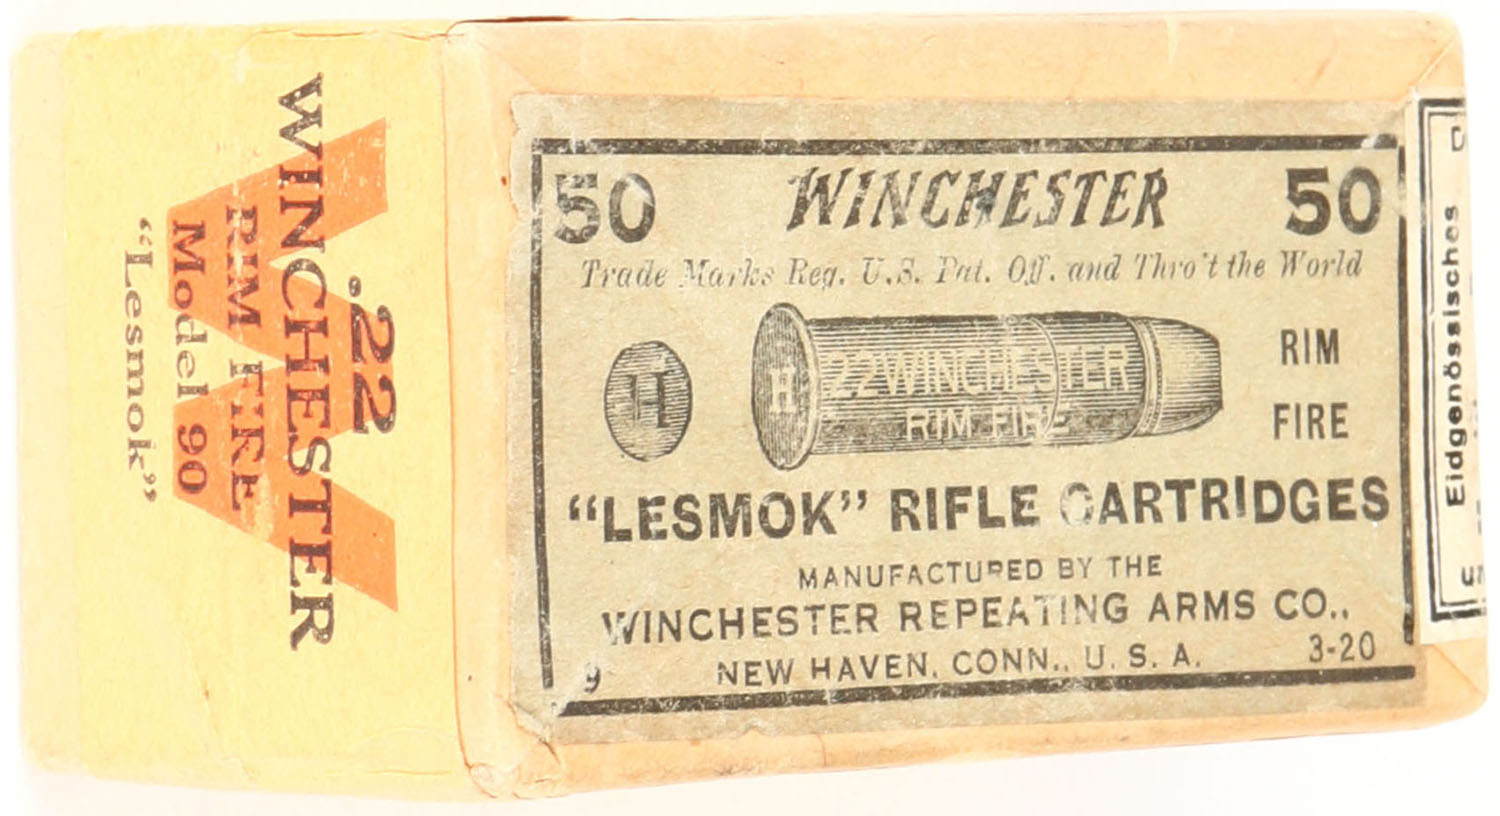 .22
WINCHESTER
RIM FIRE
Model 90
"Lesmok"
50 WINCHESTER 50
Trade Marks Reg. U.S. Pat. Off. and Thro't the World
H
H
22 WINCHESTER
RIM FIRE
RIM
FIRE
"LESMOK" RIFLE CARTRIDGES
MANUFACTURED BY THE
WINCHESTER REPEATING ARMS CO.,
9 NEW HAVEN, CONN., U. S. A. 3-20
Eidgenössisches